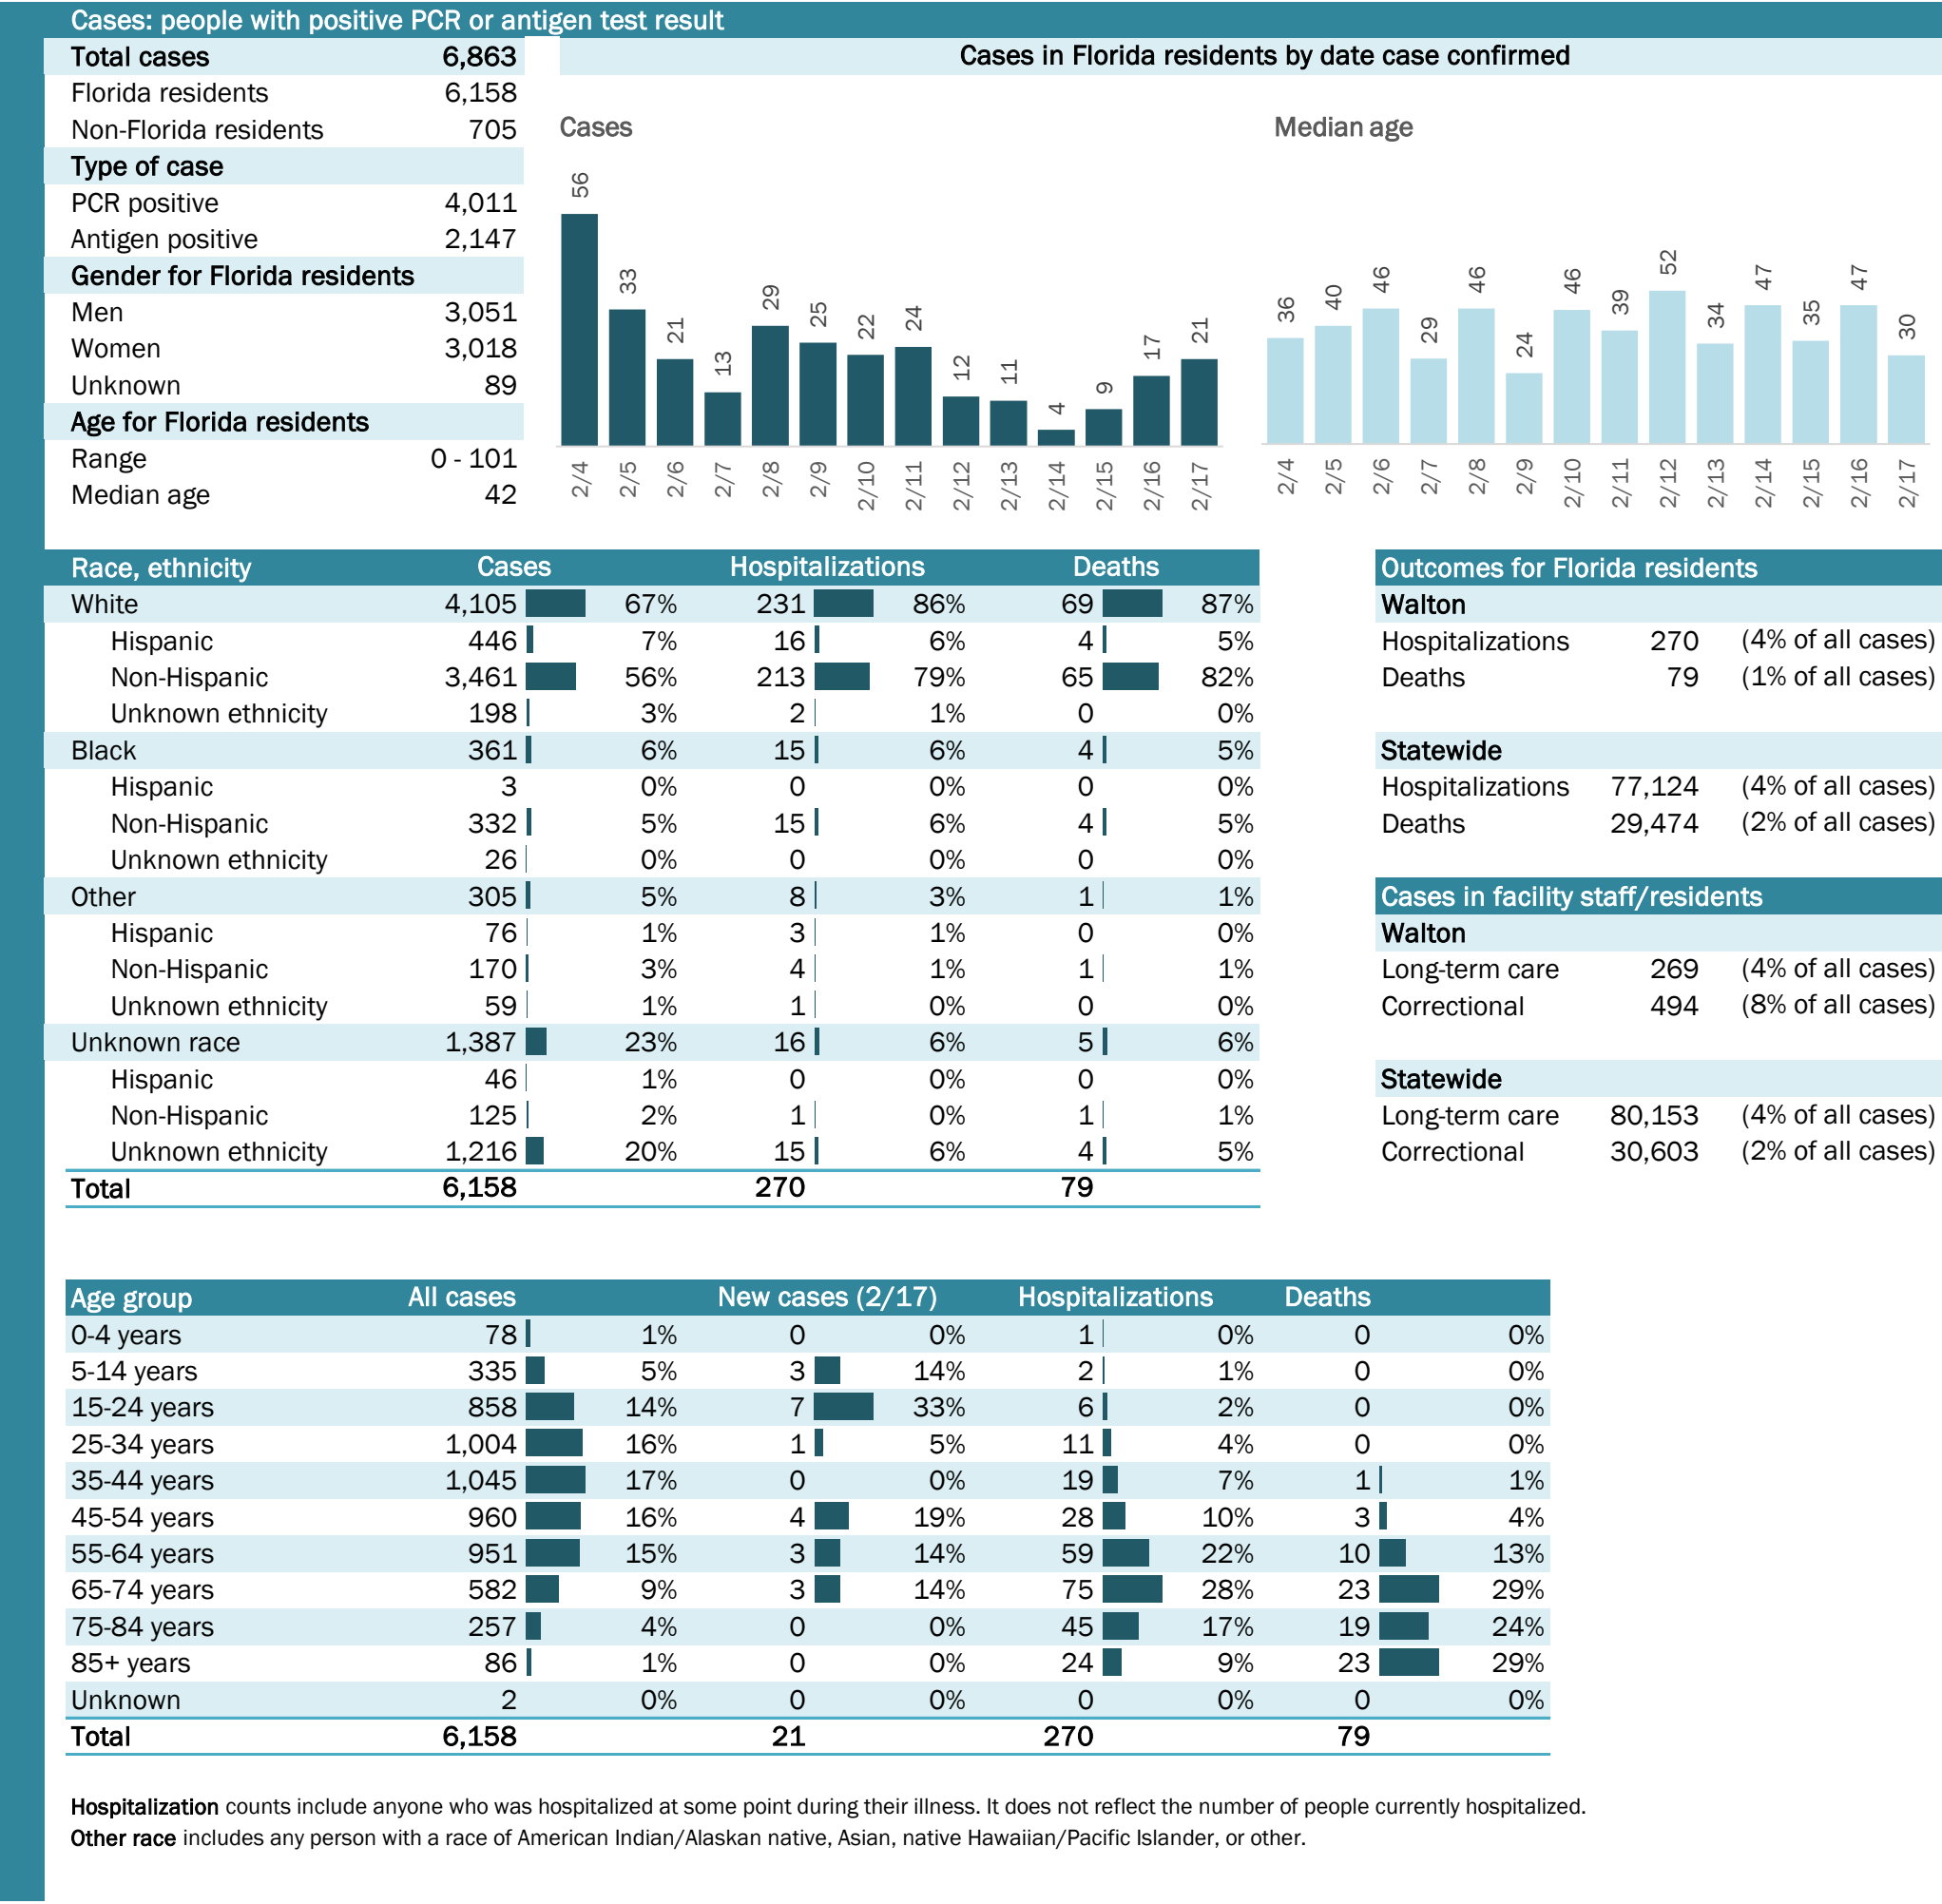 Cases: people with positive PCR or antigen test result
Total cases 6,863
Florida residents 6,158
Non-Florida residents 705
Type of case
PCR positive 4,011
Antigen positive 2,147
Gender for Florida residents
Men 3,051
Women 3,018
Unknown 89
Age for Florida residents
Range 0 - 101
Median age 42
Cases in Florida residents by date case confirmed
Cases
56 33 21 13 29 25 22 24 12 11 4 9 17 21
2/4 2/5 2/6 2/7 2/8 2/9 2/10 2/11 2/12 2/13 2/14 2/15 2/16 2/17
Median age
36 40 46 29 46 24 46 39 52 34 47 35 47 30
2/4 2/5 2/6 2/7 2/8 2/9 2/10 2/11 2/12 2/13 2/14 2/15 2/16 2/17
Race, ethnicity Cases Hospitalizations Deaths
White 4,105 67% 231 86% 69 87%
Hispanic 446 7% 16 6% 4 5%
Non-Hispanic 3,461 56% 213 79% 65 82%
Unknown ethnicity 198 3% 2 1% 0 0%
Black 361 6% 15 6% 4 5%
Hispanic 3 0% 0 0% 0 0%
Non-Hispanic 332 5% 15 6% 4 5%
Unknown ethnicity 26 0% 0 0% 0 0%
Other 305 5% 8 3% 1 1%
Hispanic 76 1% 3 1% 0 0%
Non-Hispanic 170 3% 4 1% 1 1%
Unknown ethnicity 59 1% 1 0% 0 0%
Unknown race 1,387 23% 16 6% 5 6%
Hispanic 46 1% 0 0% 0 0%
Non-Hispanic 125 2% 1 0% 1 1%
Unknown ethnicity 1,216 20% 15 6% 4 5%
Total 6,158 270 79
Outcomes for Florida residents
Walton
Hospitalizations 270 (4% of all cases)
Deaths 79 (1% of all cases)
Statewide
Hospitalizations 77,124 (4% of all cases)
Deaths 29,474 (2% of all cases)
Cases in facility staff/residents
Walton
Long-term care 269 (4% of all cases)
Correctional 494 (8% of all cases)
Statewide
Long-term care 80,153 (4% of all cases)
Correctional 30,603 (2% of all cases)
Age group All cases New cases (2/17) Hospitalizations Deaths
0-4 years 78 1% 0 0% 1 0% 0 0%
5-14 years 335 5% 3 14% 2 1% 0 0%
15-24 years 858 14% 7 33% 6 2% 0 0%
25-34 years 1,004 16% 1 5% 11 4% 0 0%
35-44 years 1,045 17% 0 0% 19 7% 1 1%
45-54 years 960 16% 4 19% 28 10% 3 4%
55-64 years 951 15% 3 14% 59 22% 10 13%
65-74 years 582 9% 3 14% 75 28% 23 29%
75-84 years 257 4% 0 0% 45 17% 19 24%
85+ years 86 1% 0 0% 24 9% 23 29%
Unknown 2 0% 0 0% 0 0% 0 0%
Total 6,158 21 270 79
Hospitalization counts include anyone who was hospitalized at some point during their illness. It does not reflect the number of people currently hospitalized.
Other race includes any person with a race of American Indian/Alaskan native, Asian, native Hawaiian/Pacific Islander, or other.